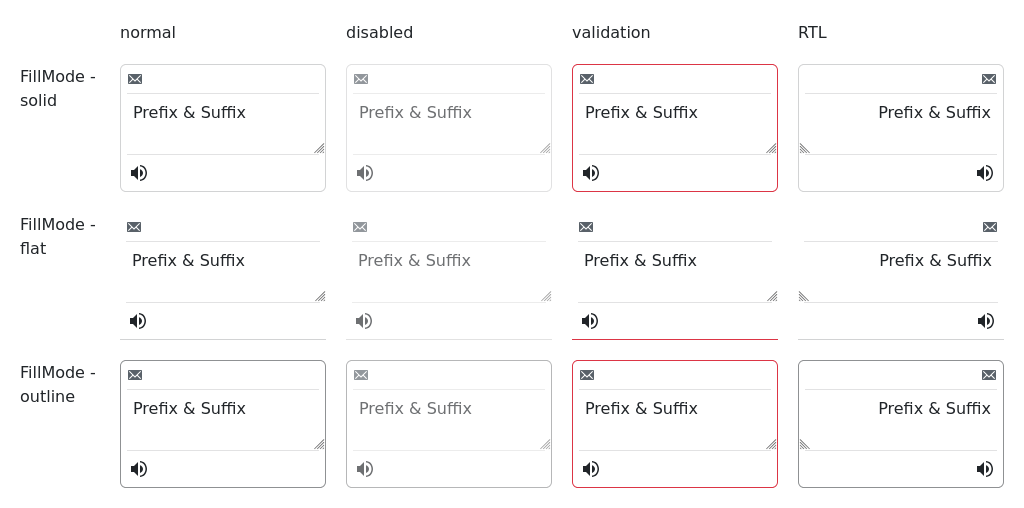 normal disabled validation RTL
FillMode -
solid
Prefix & Suffix Prefix & Suffix Prefix & Suffix Prefix & Suffix
FillMode -
flat
Prefix & Suffix Prefix & Suffix Prefix & Suffix Prefix & Suffix
FillMode -
outline
Prefix & Suffix Prefix & Suffix Prefix & Suffix Prefix & Suffix